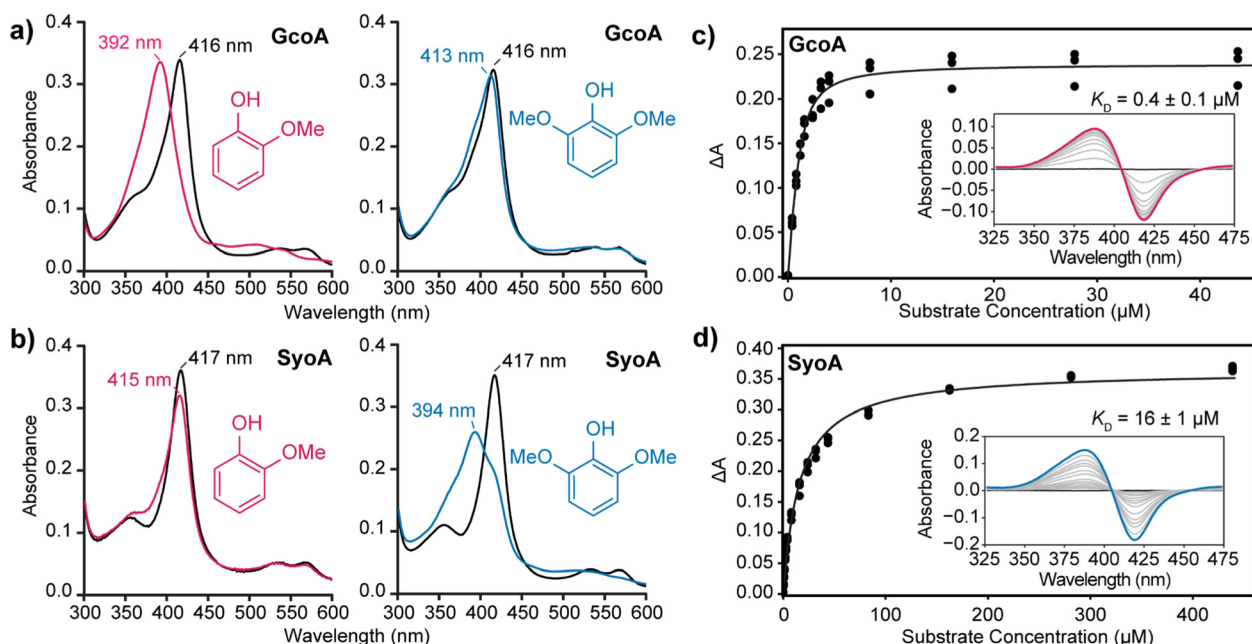 a)
GcoA
392 nm
416 nm
OH
OMe
Absorbance
0.4
0.3
0.2
0.1
0.0
300 350 400 450 500 550 600
GcoA
413 nm
416 nm
OH
MeO
OMe
0.4
0.3
0.2
0.1
0.0
300 350 400 450 500 550 600
Wavelength (nm)
b)
SyoA
415 nm
417 nm
OH
OMe
Absorbance
0.4
0.3
0.2
0.1
0.0
300 350 400 450 500 550 600
SyoA
394 nm
417 nm
OH
MeO
OMe
0.4
0.3
0.2
0.1
0.0
300 350 400 450 500 550 600
Wavelength (nm)
c)
GcoA
ΔA
0.25
0.20
0.15
0.10
0.05
0.00
0 10 20 30 40
Substrate Concentration (µM)
KD = 0.4 ± 0.1 µM
Absorbance
0.10
0.05
0.00
−0.05
−0.10
325 350 375 400 425 450 475
Wavelength (nm)
d)
SyoA
ΔA
0.40
0.35
0.30
0.25
0.20
0.15
0.10
0.05
0.00
0 100 200 300 400
Substrate Concentration (µM)
KD = 16 ± 1 µM
Absorbance
0.2
0.1
0.0
−0.1
−0.2
325 350 375 400 425 450 475
Wavelength (nm)